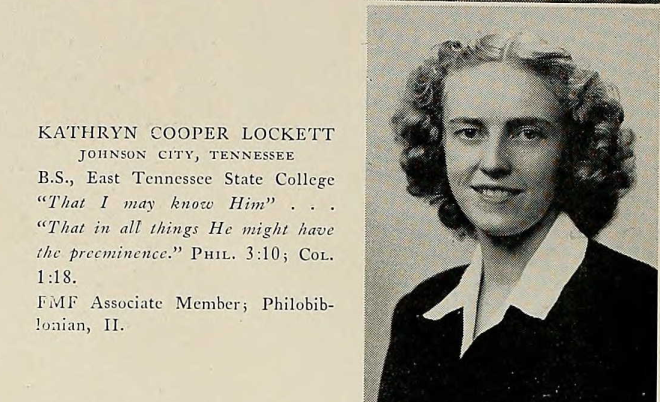 KATHRYN COOPER LOCKETT
JOHNSON CITY, TENNESSEE
B.S., East Tennessee State College
"That I may know Him" . . .
"That in all things He might have
the preeminence." PHIL. 3:10; COL.
1:18.
FMF Associate Member; Philobib-
lonian, II.